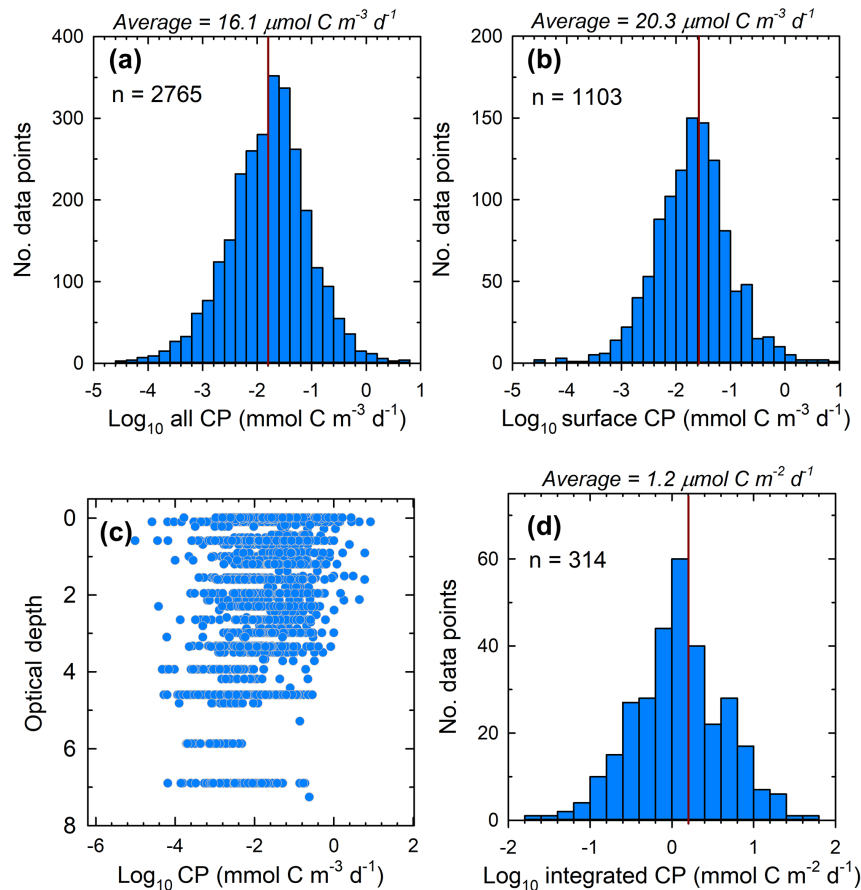 Average = 16.1 μmol C m⁻³ d⁻¹
(a)
n = 2765
400
300
200
100
0
No. data points
-5 -4 -3 -2 -1 0 1
Log₁₀ all CP (mmol C m⁻³ d⁻¹)
Average = 20.3 μmol C m⁻³ d⁻¹
(b)
n = 1103
200
150
100
50
0
No. data points
-5 -4 -3 -2 -1 0 1
Log₁₀ surface CP (mmol C m⁻³ d⁻¹)
(c)
0
2
4
6
8
Optical depth
-6 -4 -2 0 2
Log₁₀ CP (mmol C m⁻³ d⁻¹)
Average = 1.2 μmol C m⁻² d⁻¹
(d)
n = 314
60
40
20
0
No. data points
-2 -1 0 1 2
Log₁₀ integrated CP (mmol C m⁻² d⁻¹)